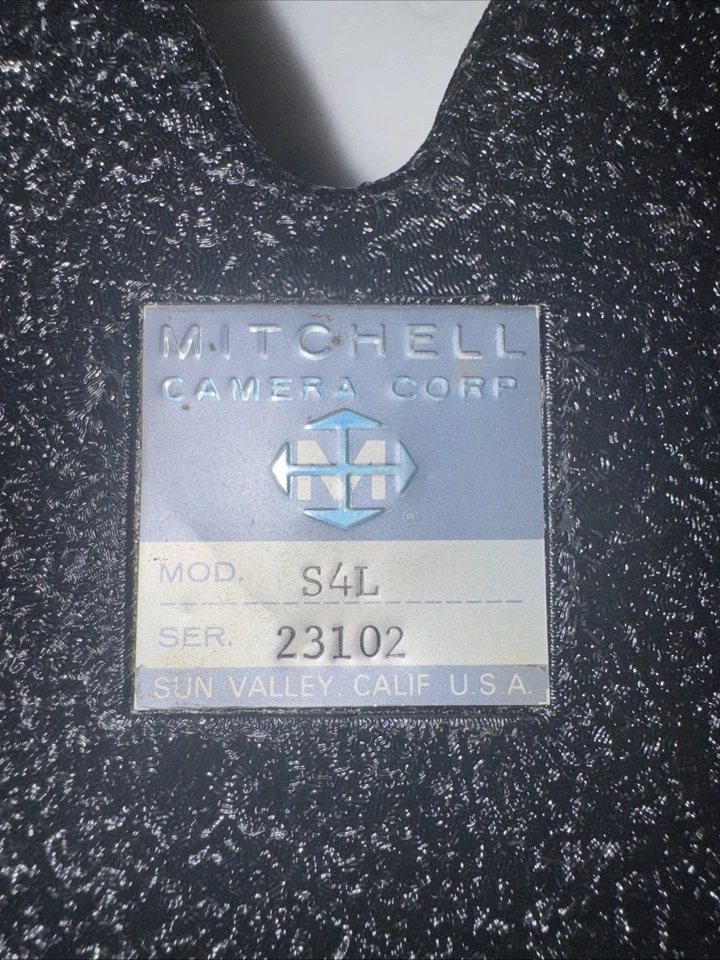 MITCHELL
CAMERA CORP
M
®
MOD. S4L
SER. 23102
SUN VALLEY, CALIF U.S.A.